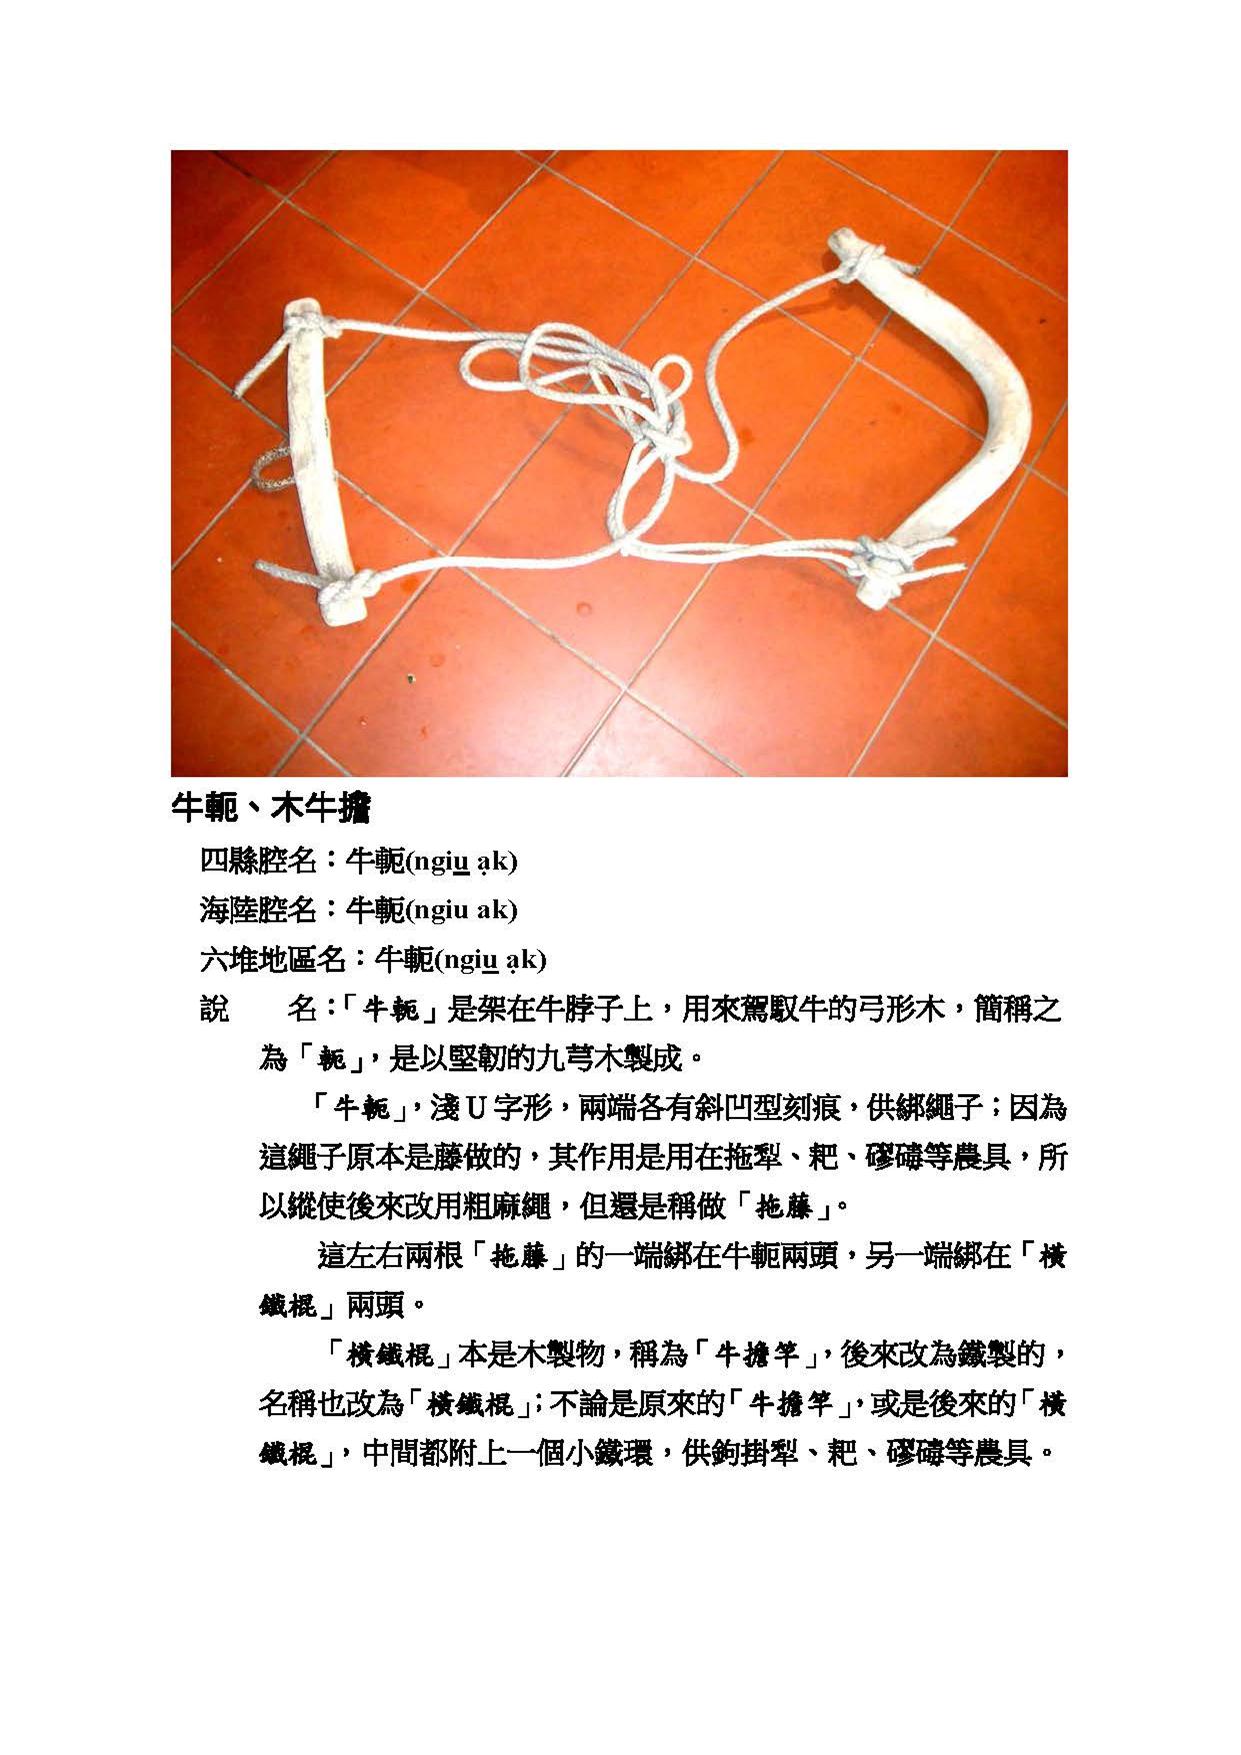 牛軛、木牛擔
四縣腔名：牛軛(ngiu̲ ạk)
海陸腔名：牛軛(ngiu ak)
六堆地區名：牛軛(ngiu̲ ạk)
說　　名：「牛軛」是架在牛脖子上，用來駕馭牛的弓形木，簡稱之
為「軛」，是以堅韌的九芎木製成。
「牛軛」，淺 U 字形，兩端各有斜凹型刻痕，供綁繩子；因為
這繩子原本是藤做的，其作用是用在拖犁、耙、磟碡等農具，所
以縱使後來改用粗麻繩，但還是稱做「拖藤」。
這左右兩根「拖藤」的一端綁在牛軛兩頭，另一端綁在「橫
鐵棍」兩頭。
「橫鐵棍」本是木製物，稱為「牛擔竿」，後來改為鐵製的，
名稱也改為「橫鐵棍」；不論是原來的「牛擔竿」，或是後來的「橫
鐵棍」，中間都附上一個小鐵環，供鉤掛犁、耙、磟碡等農具。